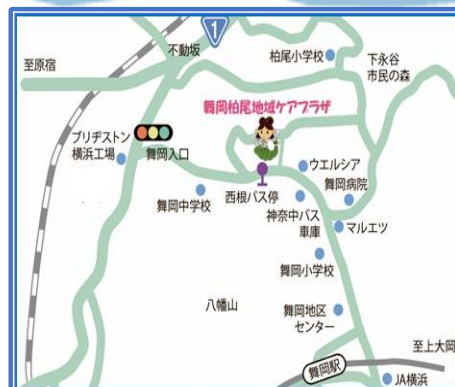 1
不動坂
柏尾小学校
下永谷
市民の森
至原宿
舞岡柏尾地域ケアプラザ
ブリヂストン
横浜工場
舞岡入口
ウエルシア
舞岡病院
舞岡中学校
西根バス停
神奈中バス
車庫
マルエツ
舞岡小学校
八幡山
舞岡地区
センター
至上大岡
舞岡駅
JA横浜